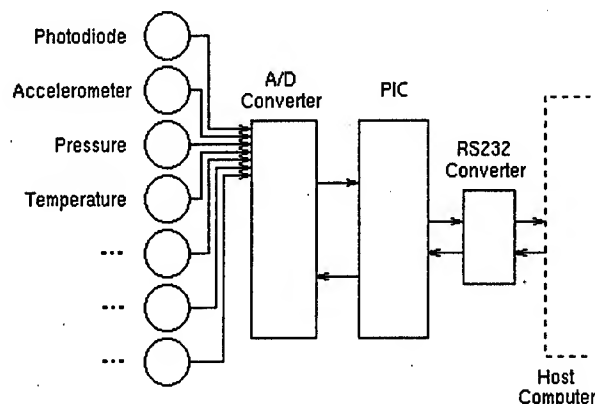 Photodiode
Accelerometer
Pressure
Temperature
...
...
...
A/D
Converter
PIC
RS232
Converter
Host
Computer